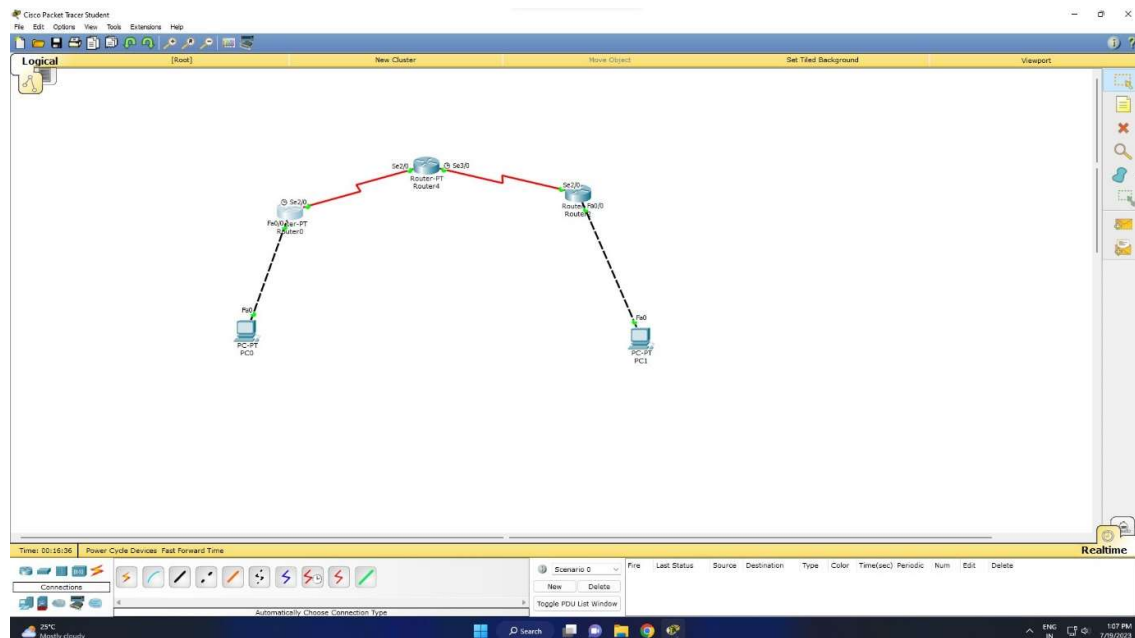 Cisco Packet Tracer Student
File Edit Options View Tools Extensions Help
Logical [Root] New Cluster Move Object Set Tiled Background Viewport
Se2/0 Se3/0
Router-PT
Router4
Se2/0
Fa0/0
Se2/0
Fa0/0
Router0
Fa0
PC-PT
PC0
Fa0
PC-PT
PC1
Time: 00:16:36 Power Cycle Devices Fast Forward Time Realtime
Connections
Automatically Choose Connection Type
Scenario 0
New Delete
Toggle PDU List Window
Fire Last Status Source Destination Type Color Time(sec) Periodic Num Edit Delete
25°C
Mostly cloudy
Search
ENG
IN
1:07 PM
7/19/2023